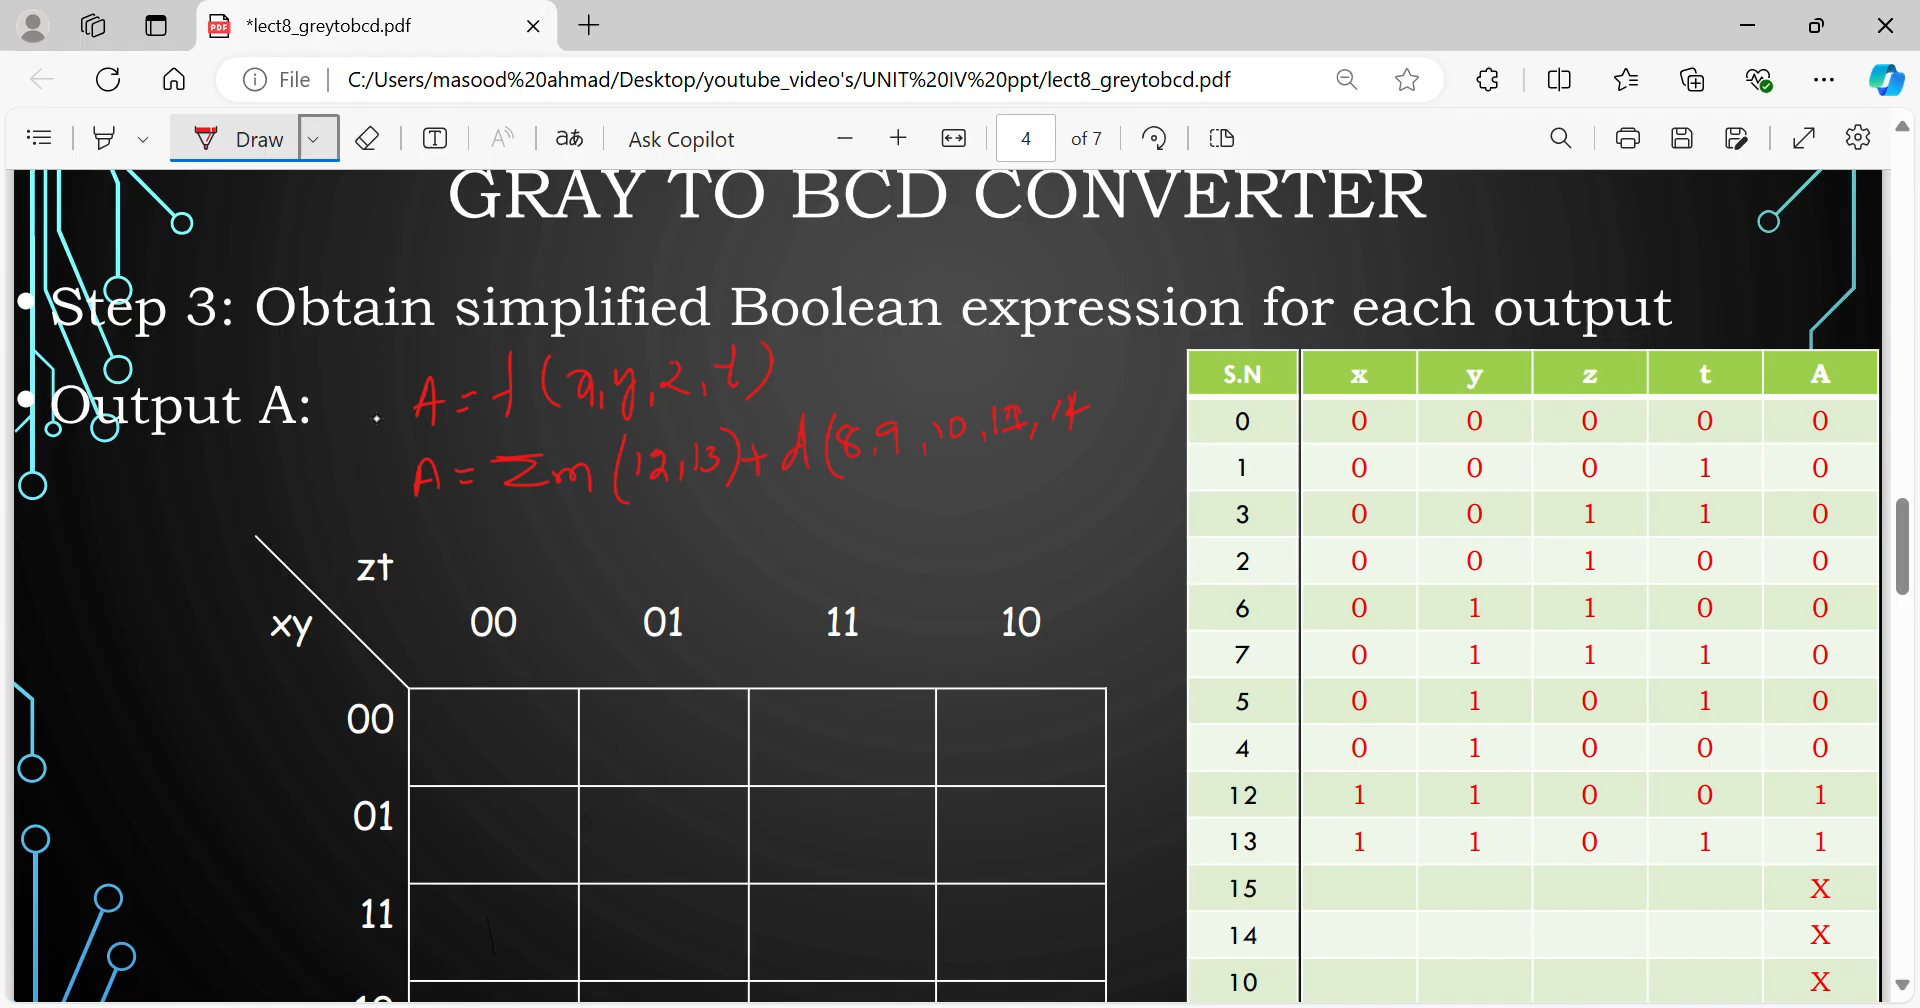 *lect8_greytobcd.pdf
File C:/Users/masood%20ahmad/Desktop/youtube_video's/UNIT%20IV%20ppt/lect8_greytobcd.pdf
Draw Ask Copilot 4 of 7
GRAY TO BCD CONVERTER
• Step 3: Obtain simplified Boolean expression for each output
• Output A:
A = f (x, y, z, t)
A = Σm (12, 13) + d (8, 9, 10,
zt
xy
00 01 11 10
00
01
11
10
S.N x y z t A
0 0 0 0 0 0
1 0 0 0 1 0
3 0 0 1 1 0
2 0 0 1 0 0
6 0 1 1 0 0
7 0 1 1 1 0
5 0 1 0 1 0
4 0 1 0 0 0
12 1 1 0 0 1
13 1 1 0 1 1
15 X
14 X
10 X